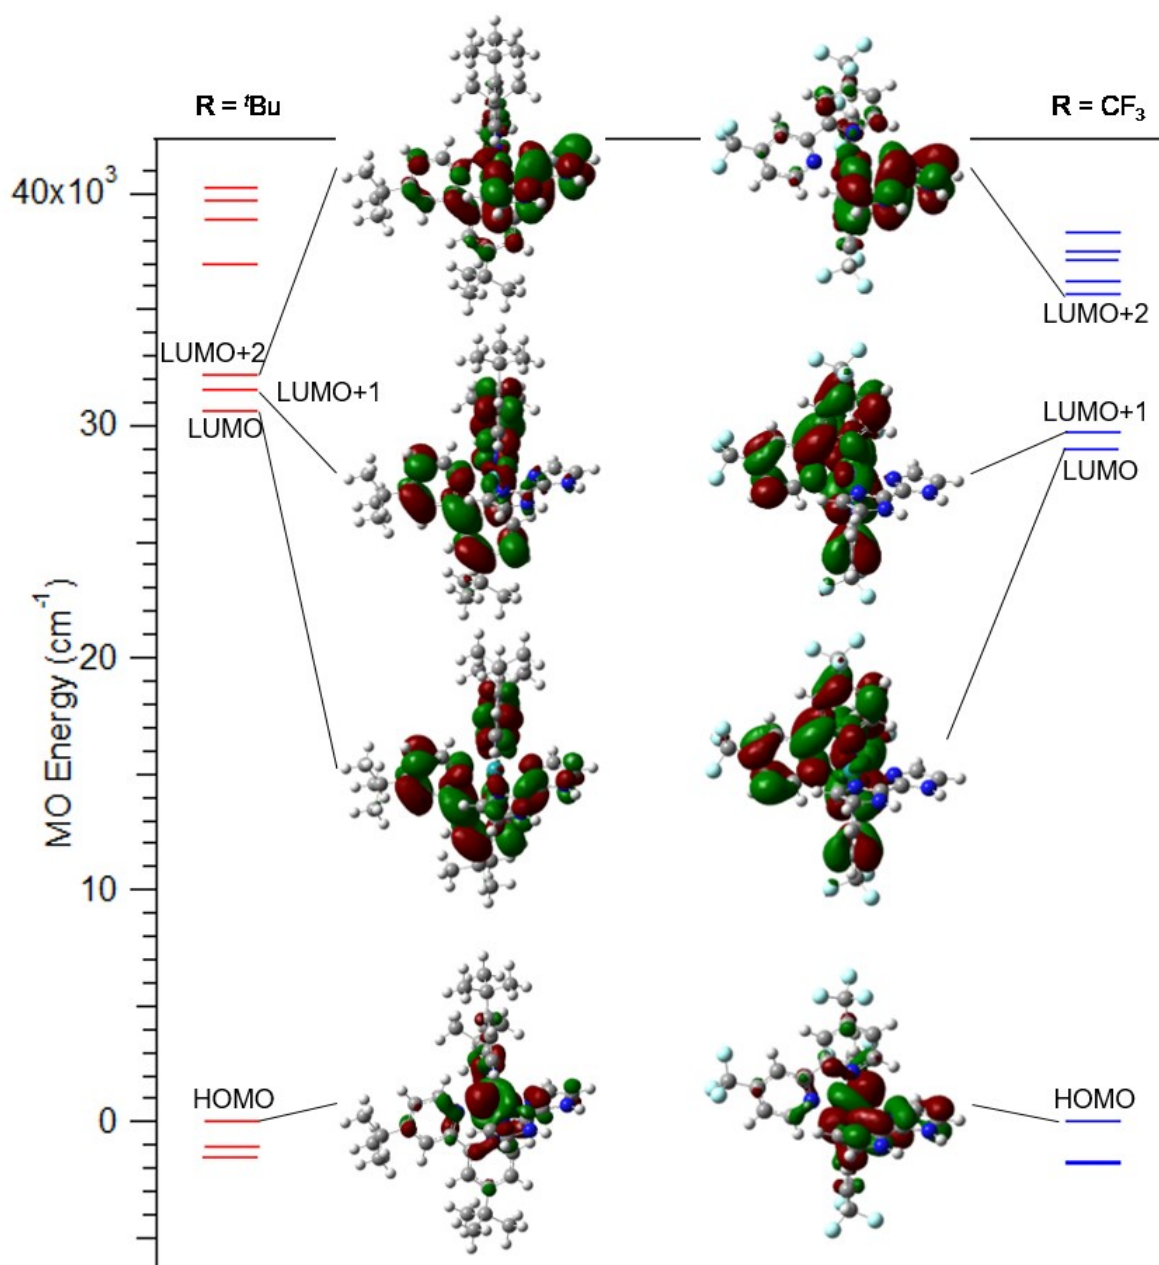 R = ᵗBu
R = CF₃
40x10³
LUMO+2
LUMO+2
LUMO+1
LUMO+1
30
LUMO
LUMO
MO Energy (cm⁻¹)
20
10
HOMO
HOMO
0